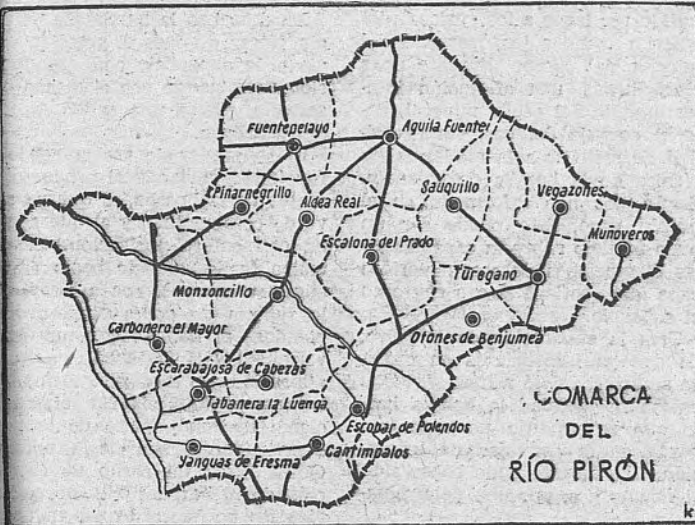 Fuentepelayo
Aguila Fuente
Pinarnegrillo
Aldea Real
Sauquillo
Vegazones
Escalona del Prado
Muñoveros
Monzoncillo
Turegano
Carbonero el Mayor
Otones de Benjumea
Escarabajosa de Cabezas
Tabanera la Luenga
Escobar de Polendos
Yanguas de Eresma
Cantimpalos
COMARCA
DEL
RÍO PIRÓN
k